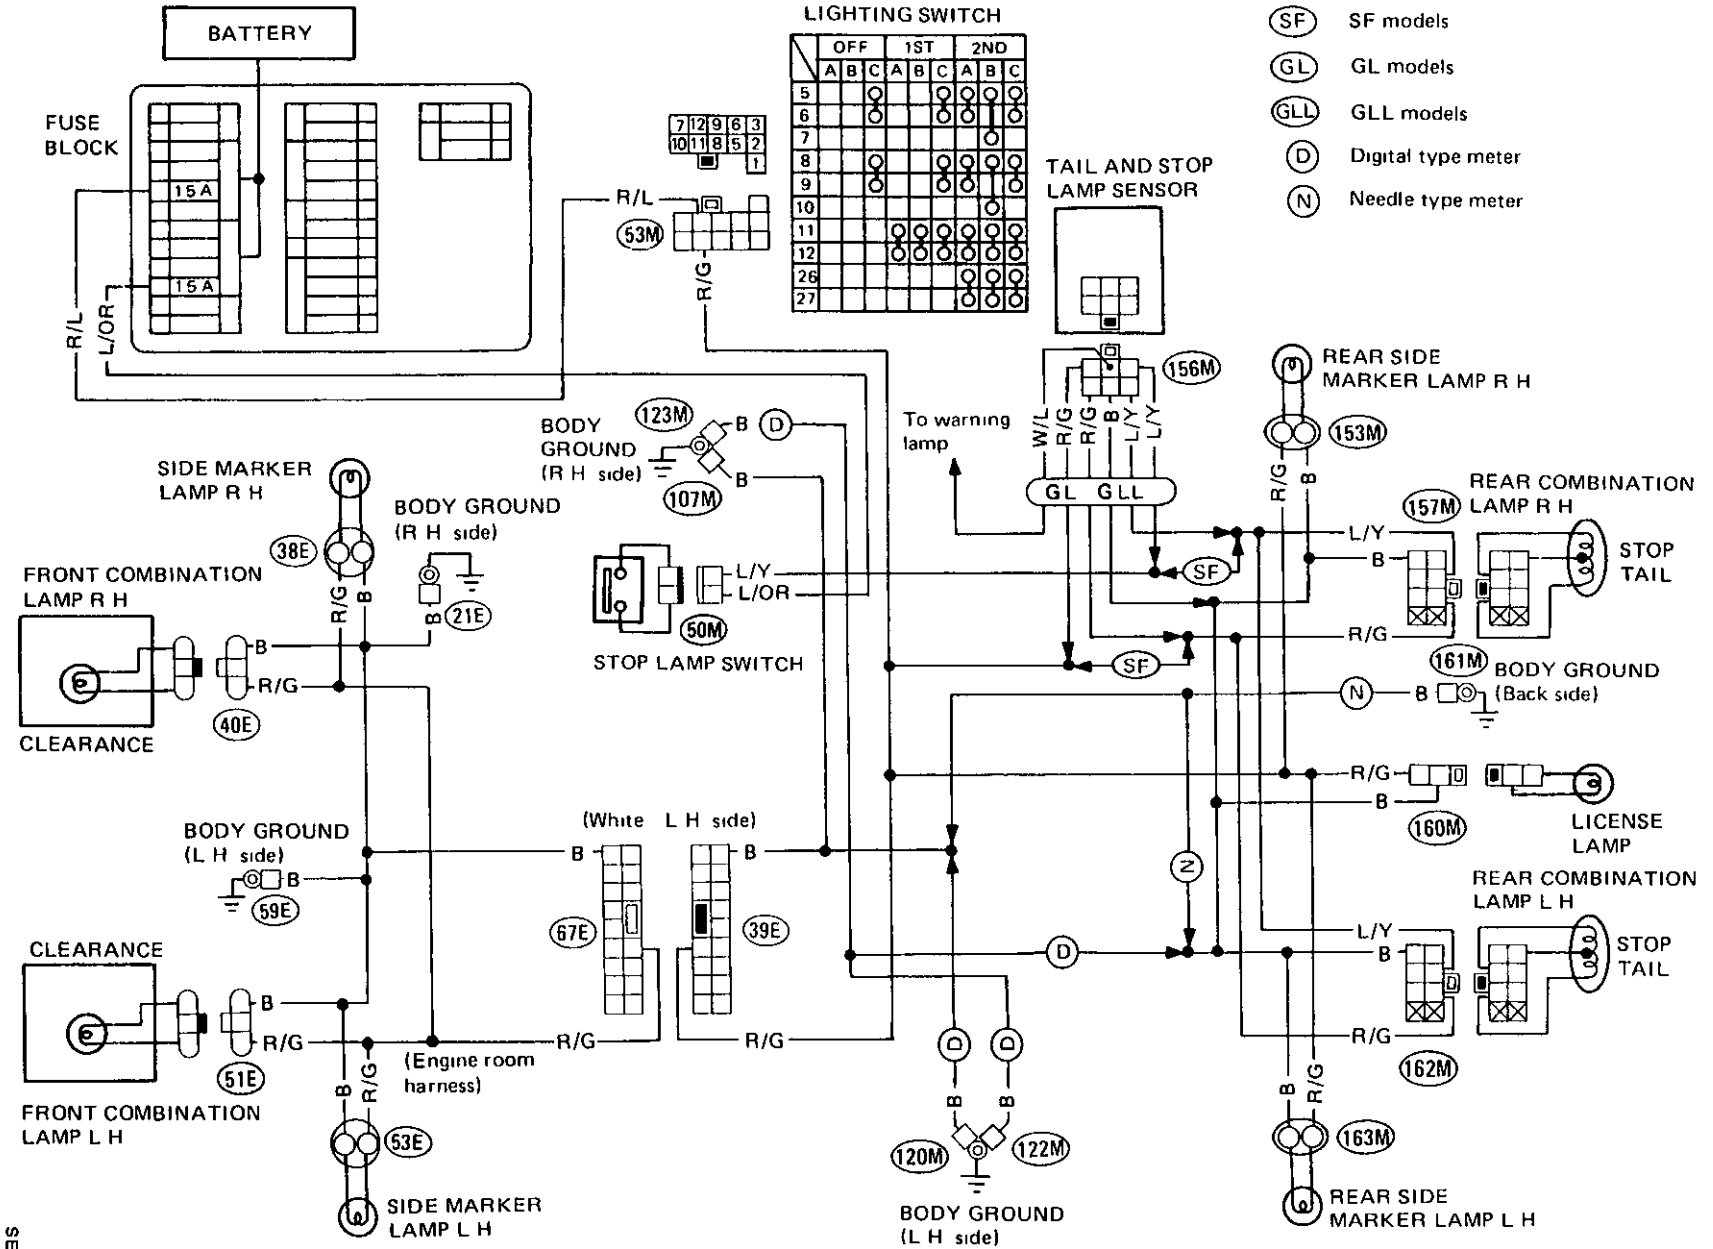 BATTERY
FUSE
BLOCK
15A
15A
R/L
L/OR
LIGHTING SWITCH
OFF 1ST 2ND
A B C A B C A B C
5
6
7
8
9
10
11
12
26
27
7 12 9 6 3
10 11 8 5 2
1
R/L
53M
R/G
SF SF models
GL GL models
GLL GLL models
D Digital type meter
N Needle type meter
TAIL AND STOP
LAMP SENSOR
156M
W/L
R/G
R/G
B
L/Y
L/Y
GL GLL
To warning
lamp
REAR SIDE
MARKER LAMP R H
153M
R/G
B
123M
B D
BODY
GROUND
(R H side)
B
107M
SIDE MARKER
LAMP R H
38E
R/G
B
BODY GROUND
(R H side)
21E
B
FRONT COMBINATION
LAMP R H
B
R/G
40E
CLEARANCE
L/Y
L/OR
50M
STOP LAMP SWITCH
SF
SF
REAR COMBINATION
LAMP R H
157M
L/Y
B
R/G
STOP
TAIL
161M
BODY GROUND
(Back side)
N
B
N
R/G
B
160M
LICENSE
LAMP
BODY GROUND
(L H side)
B
59E
(White L H side)
B
B
67E
39E
R/G
R/G
D
REAR COMBINATION
LAMP L H
L/Y
B
R/G
162M
STOP
TAIL
CLEARANCE
B
R/G
51E
FRONT COMBINATION
LAMP L H
(Engine room
harness)
B
R/G
53E
SIDE MARKER
LAMP L H
D
D
B
B
120M
122M
BODY GROUND
(L H side)
B
R/G
163M
REAR SIDE
MARKER LAMP L H
SE